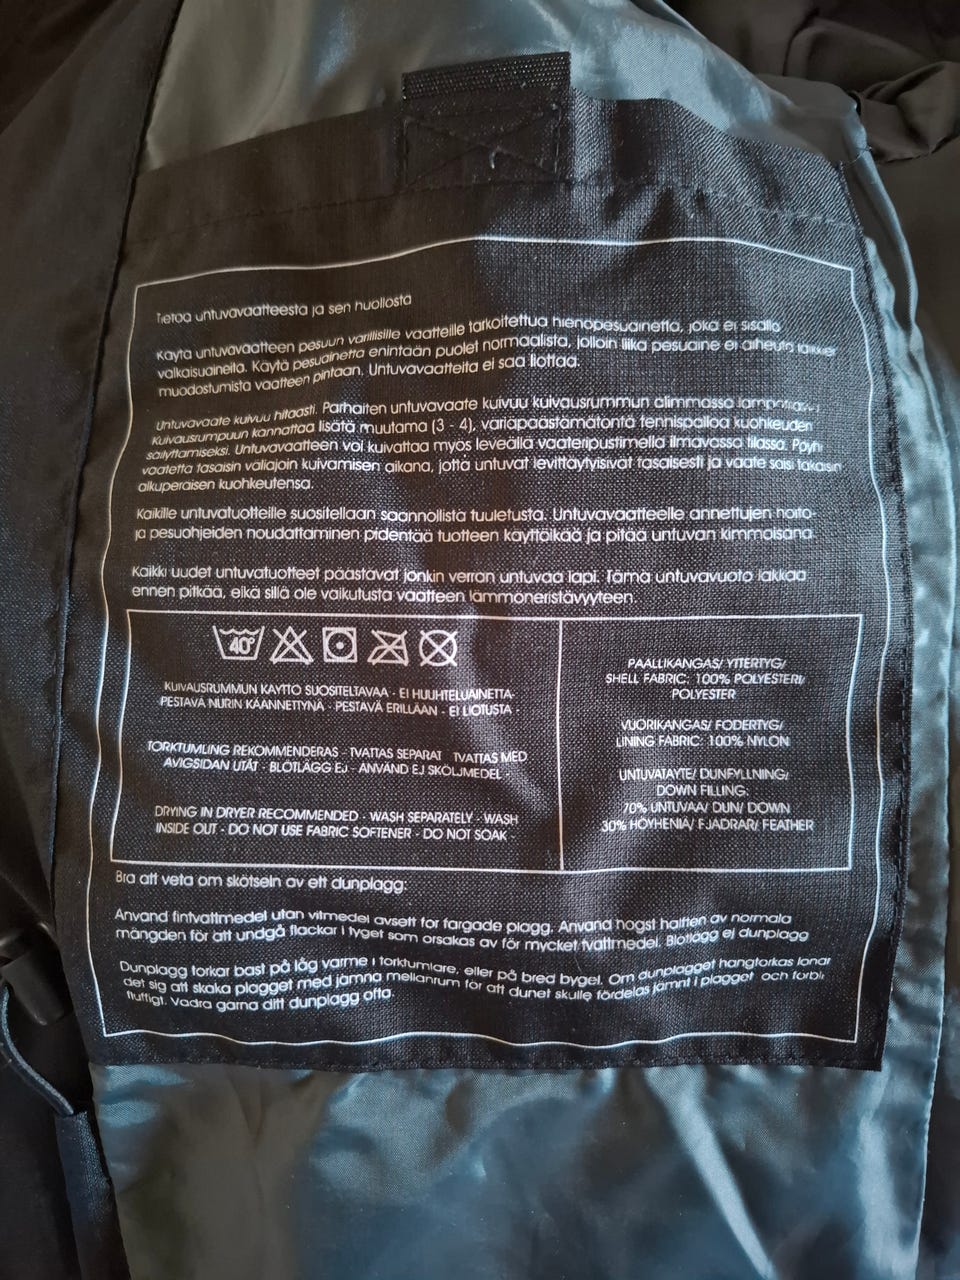 Tietoa untuvavaatteesta ja sen huollosta
Käytä untuvavaatteen pesuun värillisille vaatteille tarkoitettua hienopesuainetta, joka ei sisällä
valkaisuaineita. Käytä pesuainetta enintään puolet normaalista, jolloin liika pesuaine ei aiheuta laikkien
muodostumista vaatteen pintaan. Untuvavaatteita ei saa liottaa.
Untuvavaate kuivuu hitaasti. Parhaiten untuvavaate kuivuu kuivausrummun alimmassa
Kuivausrumpuun kannattaa lisätä muutama (3 - 4), väriäpäästämätöntä tennispalloa kuohkeuden
säilyttämiseksi. Untuvavaatteen voi kuivattaa myös leveällä vaateripustimella ilmavassa tilassa. Pöyhi
vaatetta tasaisin väliajoin kuivamisen aikana, jotta untuvat levittäytyisivät tasaisesti ja vaate saisi takaisin
alkuperäisen kuohkeutensa.
Kaikille untuvatuotteille suositellaan säännöllistä tuuletusta. Untuvavaatteelle annettujen hoito-
ja pesuohjeiden noudattaminen pidentää tuotteen käyttöikää ja pitää untuvan kimmoisana.
Kaikki uudet untuvatuotteet päästävät jonkin verran untuvaa läpi. Tämä untuvavuoto lakkaa
ennen pitkää, eikä sillä ole vaikutusta vaatteen lämmöneristävyyteen.
40°
KUIVAUSRUMMUN KÄYTTÖ SUOSITELTAVAA - EI HUUHTELUAINETTA-
PESTÄVÄ NURIN KÄÄNNETTYNÄ - PESTÄVÄ ERILLÄÄN - EI LIOTUSTA -
TORKTUMLING REKOMMENDERAS - TVÄTTAS SEPARAT TVÄTTAS MED
AVIGSIDAN UTÅT - BLÖTLÄGG EJ - ANVÄND EJ SKÖLJMEDEL
DRYING IN DRYER RECOMMENDED - WASH SEPARATELY - WASH
INSIDE OUT - DO NOT USE FABRIC SOFTENER - DO NOT SOAK
PÄÄLLIKANGAS/ YTTERTYG/
SHELL FABRIC: 100% POLYESTERI/
POLYESTER
VUORIKANGAS/ FODERTYG/
LINING FABRIC: 100% NYLON
UNTUVATÄYTE/ DUNFYLLNING/
DOWN FILLING:
70% UNTUVAA/ DUN/ DOWN
30% HÖYHENIÄ/ FJÄDRAR/ FEATHER
Bra att veta om skötseln av ett dunplagg:
Använd fintvättmedel utan vitmedel avsett för färgade plagg. Använd högst hälften av normala
mängden för att undgå fläckar i tyget som orsakas av för mycket tvättmedel. Blötlägg ej dunplagg
Dunplagg torkar bäst på låg värme i torktumlare, eller på bred bygel. Om dunplagget hängtorkas lönar
det sig att skaka plagget med jämna mellanrum för att dunet skulle fördelas jämnt i plagget och förbli
fluffigt. Vädra gärna ditt dunplagg ofta.